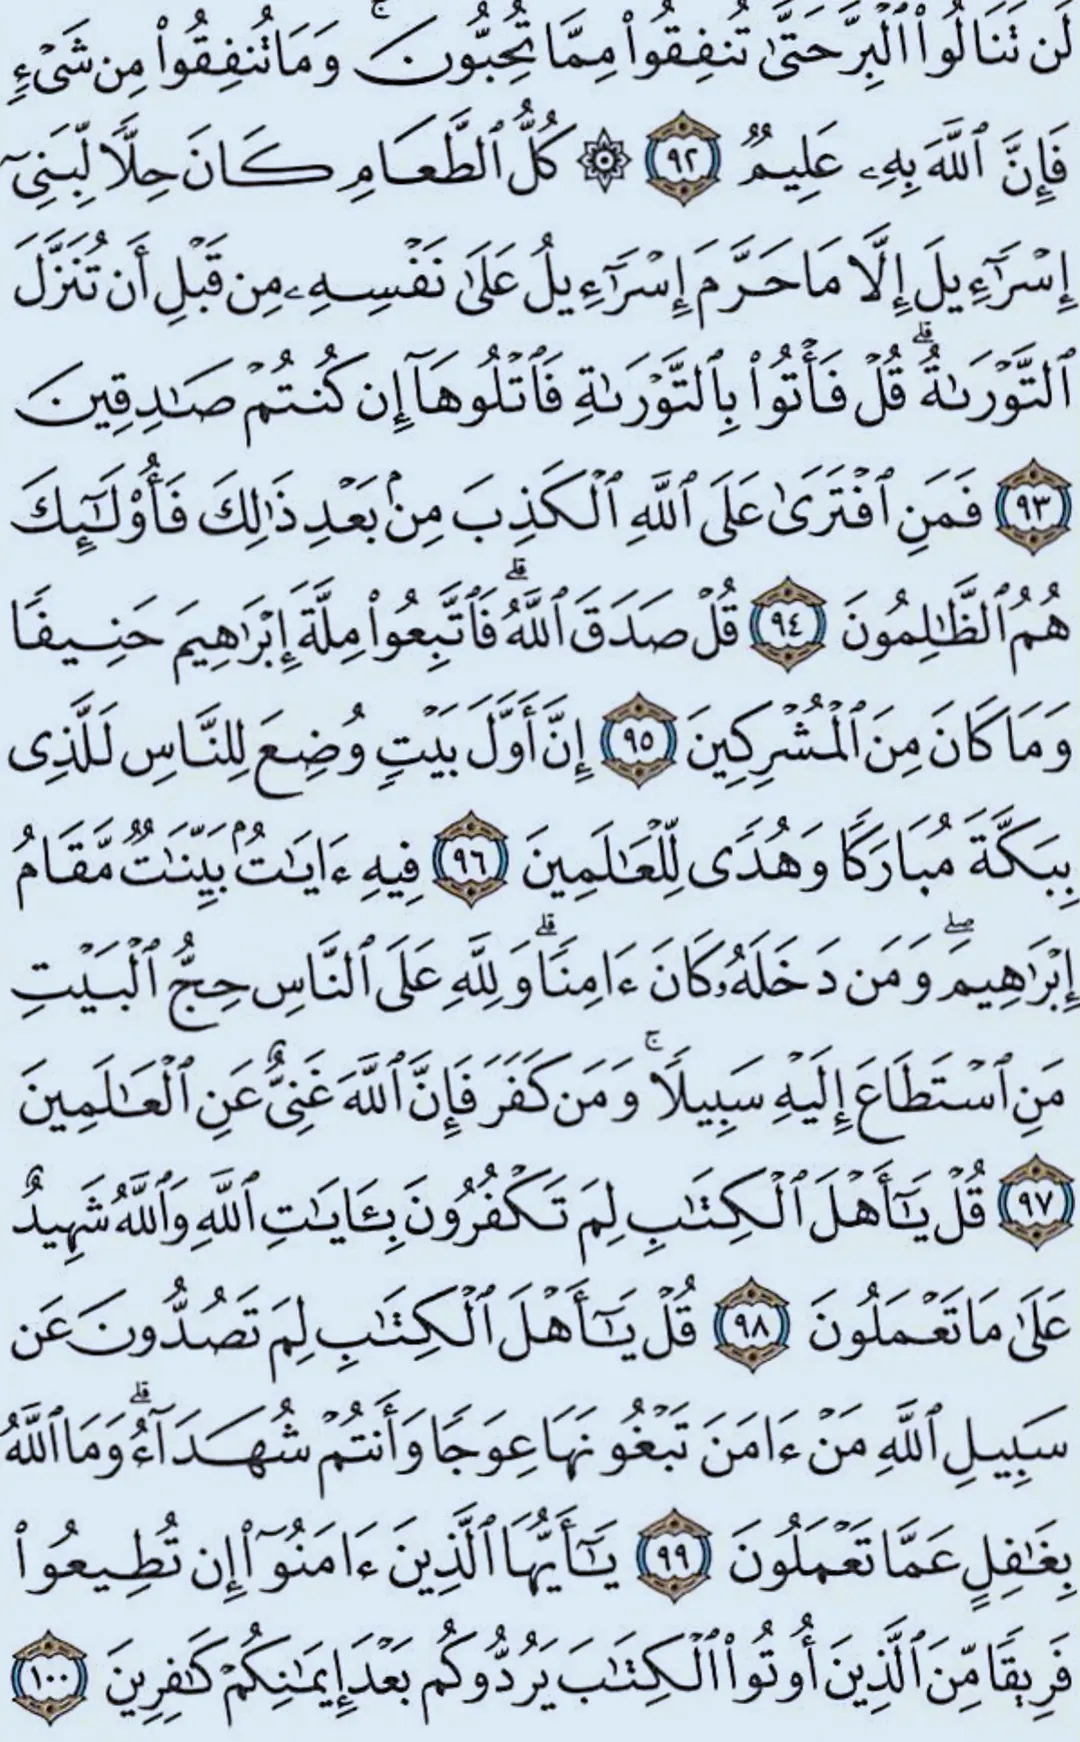 لَن تَنَالُوا۟ ٱلْبِرَّ حَتَّىٰ تُنفِقُوا۟ مِمَّا تُحِبُّونَ ۚ وَمَا تُنفِقُوا۟ مِن شَىْءٍ
فَإِنَّ ٱللَّهَ بِهِۦ عَلِيمٌ ٩٢ ۞ كُلُّ ٱلطَّعَامِ كَانَ حِلًّا لِّبَنِىٓ
إِسْرَٰٓءِيلَ إِلَّا مَا حَرَّمَ إِسْرَٰٓءِيلُ عَلَىٰ نَفْسِهِۦ مِن قَبْلِ أَن تُنَزَّلَ
ٱلتَّوْرَىٰةُ ۗ قُلْ فَأْتُوا۟ بِٱلتَّوْرَىٰةِ فَٱتْلُوهَآ إِن كُنتُمْ صَـٰدِقِينَ
٩٣ فَمَنِ ٱفْتَرَىٰ عَلَى ٱللَّهِ ٱلْكَذِبَ مِنۢ بَعْدِ ذَٰلِكَ فَأُو۟لَـٰٓئِكَ
هُمُ ٱلظَّـٰلِمُونَ ٩٤ قُلْ صَدَقَ ٱللَّهُ ۗ فَٱتَّبِعُوا۟ مِلَّةَ إِبْرَٰهِيمَ حَنِيفًا
وَمَا كَانَ مِنَ ٱلْمُشْرِكِينَ ٩٥ إِنَّ أَوَّلَ بَيْتٍ وُضِعَ لِلنَّاسِ لَلَّذِى
بِبَكَّةَ مُبَارَكًا وَهُدًى لِّلْعَـٰلَمِينَ ٩٦ فِيهِ ءَايَـٰتٌۢ بَيِّنَـٰتٌ مَّقَامُ
إِبْرَٰهِيمَ ۖ وَمَن دَخَلَهُۥ كَانَ ءَامِنًا ۗ وَلِلَّهِ عَلَى ٱلنَّاسِ حِجُّ ٱلْبَيْتِ
مَنِ ٱسْتَطَاعَ إِلَيْهِ سَبِيلًا ۚ وَمَن كَفَرَ فَإِنَّ ٱللَّهَ غَنِىٌّ عَنِ ٱلْعَـٰلَمِينَ
٩٧ قُلْ يَـٰٓأَهْلَ ٱلْكِتَـٰبِ لِمَ تَكْفُرُونَ بِـَٔايَـٰتِ ٱللَّهِ وَٱللَّهُ شَهِيدٌ
عَلَىٰ مَا تَعْمَلُونَ ٩٨ قُلْ يَـٰٓأَهْلَ ٱلْكِتَـٰبِ لِمَ تَصُدُّونَ عَن
سَبِيلِ ٱللَّهِ مَنْ ءَامَنَ تَبْغُونَهَا عِوَجًا وَأَنتُمْ شُهَدَآءُ ۗ وَمَا ٱللَّهُ
بِغَـٰفِلٍ عَمَّا تَعْمَلُونَ ٩٩ يَـٰٓأَيُّهَا ٱلَّذِينَ ءَامَنُوٓا۟ إِن تُطِيعُوا۟
فَرِيقًا مِّنَ ٱلَّذِينَ أُوتُوا۟ ٱلْكِتَـٰبَ يَرُدُّوكُم بَعْدَ إِيمَـٰنِكُمْ كَـٰفِرِينَ ١٠٠